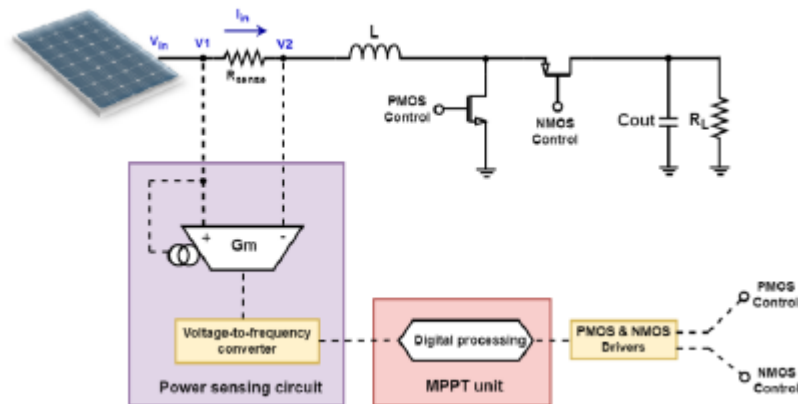 Vin
V1
Iin
V2
Rsense
L
PMOS
Control
NMOS
Control
Cout
RL
+
-
Gm
Voltage-to-frequency
converter
Power sensing circuit
Digital processing
MPPT unit
PMOS & NMOS
Drivers
PMOS
Control
NMOS
Control